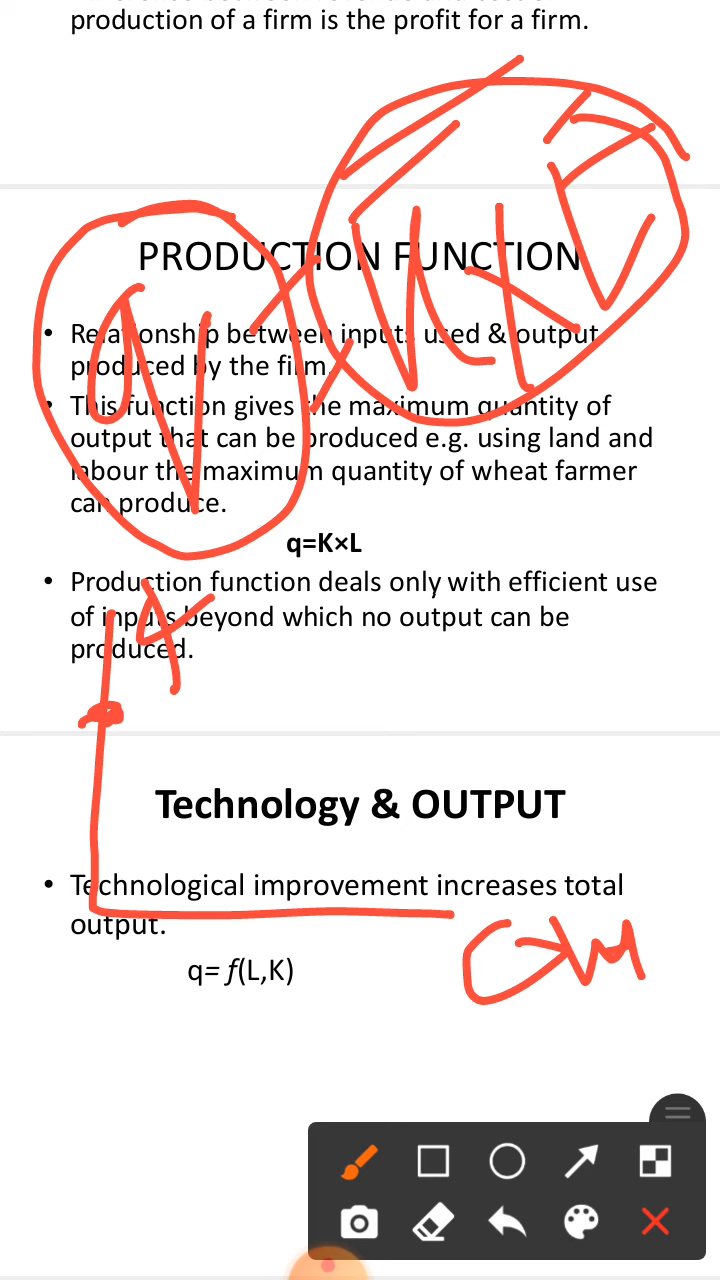 production of a firm is the profit for a firm.
PRODUCTION FUNCTION
• Relationship between inputs used & output
produced by the firm.
• This function gives the maximum quantity of
output that can be produced e.g. using land and
labour the maximum quantity of wheat farmer
can produce.
q=K×L
• Production function deals only with efficient use
of inputs beyond which no output can be
produced.
Technology & OUTPUT
• Technological improvement increases total
output.
q= f(L,K)